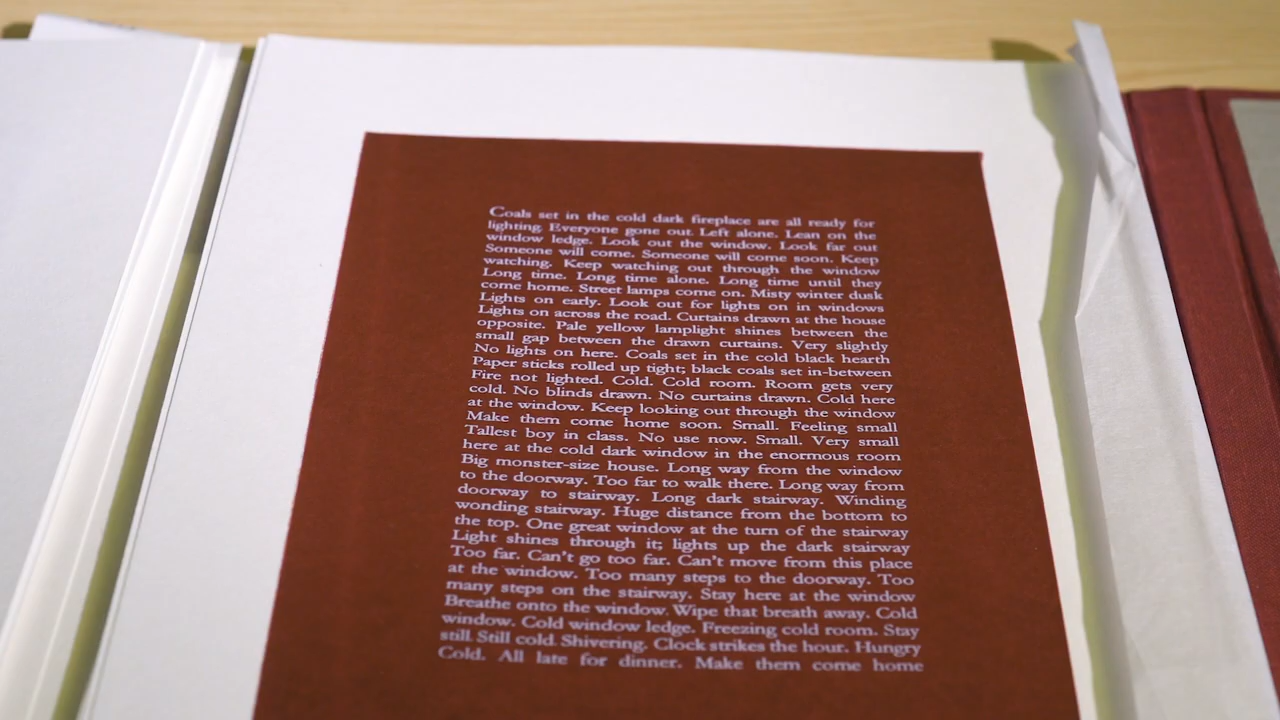 Coals set in the cold dark fireplace are all ready for
lighting. Everyone gone out. Left alone. Lean on the
window ledge. Look out the window. Look far out
Someone will come. Someone will come soon. Keep
watching. Keep watching out through the window
Long time. Long time alone. Long time until they
come home. Street lamps come on. Misty winter dusk
Lights on early. Look out for lights on in windows
Lights on across the road. Curtains drawn at the house
opposite. Pale yellow lamplight shines between the
small gap between the drawn curtains. Very slightly
No lights on here. Coals set in the cold black hearth
Paper sticks rolled up tight; black coals set in-between
Fire not lighted. Cold. Cold room. Room gets very
cold. No blinds drawn. No curtains drawn. Cold here
at the window. Keep looking out through the window
Make them come home soon. Small. Feeling small
Tallest boy in class. No use now. Small. Very small
here at the cold dark window in the enormous room
Big monster-size house. Long way from the window
to the doorway. Too far to walk there. Long way from
doorway to stairway. Long dark stairway. Winding
wonding stairway. Huge distance from the bottom to
the top. One great window at the turn of the stairway
Light shines through it; lights up the dark stairway
Too far. Can't go too far. Can't move from this place
at the window. Too many steps to the doorway. Too
many steps on the stairway. Stay here at the window
Breathe onto the window. Wipe that breath away. Cold
window. Cold window ledge. Freezing cold room. Stay
still. Still cold. Shivering. Clock strikes the hour. Hungry
Cold. All late for dinner. Make them come home